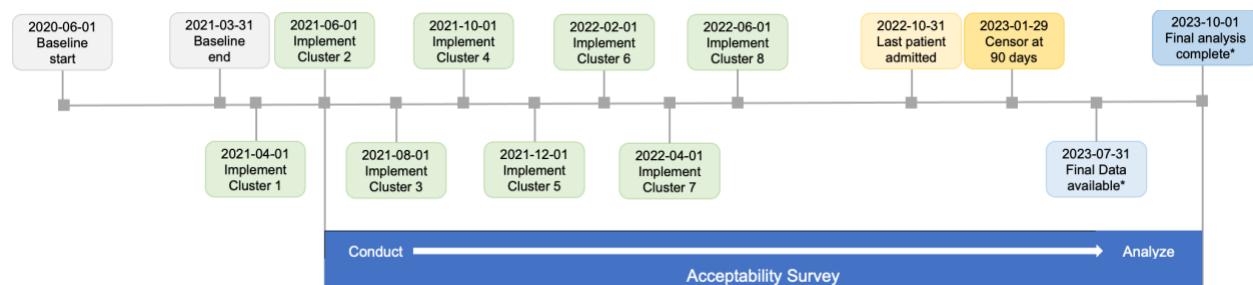 2020-06-01
Baseline
start
2021-03-31
Baseline
end
2021-06-01
Implement
Cluster 2
2021-10-01
Implement
Cluster 4
2022-02-01
Implement
Cluster 6
2022-06-01
Implement
Cluster 8
2022-10-31
Last patient
admitted
2023-01-29
Censor at
90 days
2023-10-01
Final analysis
complete*
2021-04-01
Implement
Cluster 1
2021-08-01
Implement
Cluster 3
2021-12-01
Implement
Cluster 5
2022-04-01
Implement
Cluster 7
2023-07-31
Final Data
available*
Conduct
Analyze
Acceptability Survey